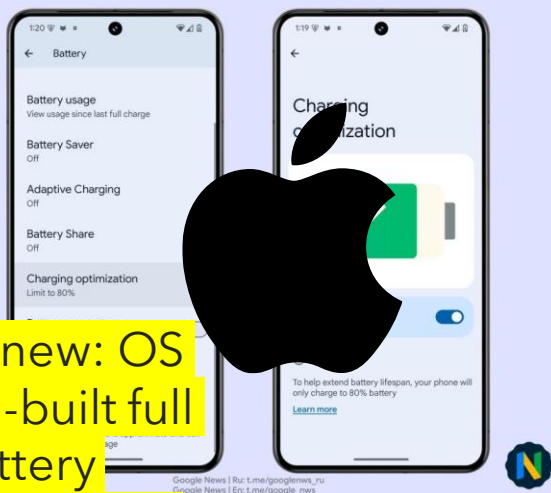 1:20
Battery
Battery usage
View usage since last full charge
Battery Saver
Off
Adaptive Charging
Off
Battery Share
Off
Charging optimization
Limit to 80%
1:19
Charging
optimization
To help extend battery lifespan, your phone will
only charge to 80% battery
Learn more
new: OS
-built full
ttery
Google News | Ru: t.me/googlenws_ru
Google News | En: t.me/google_nws